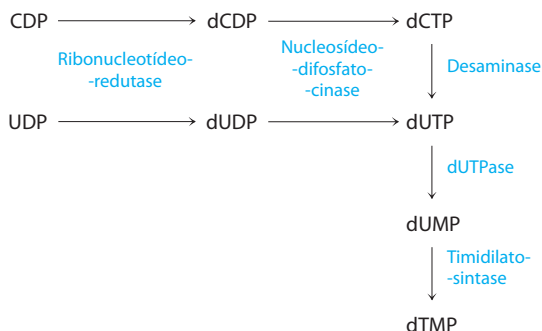 CDP dCDP dCTP
Ribonucleotídeo-
-redutase
Nucleosídeo-
-difosfato-
-cinase
Desaminase
UDP dUDP dUTP
dUTPase
dUMP
Timidilato-
-sintase
dTMP